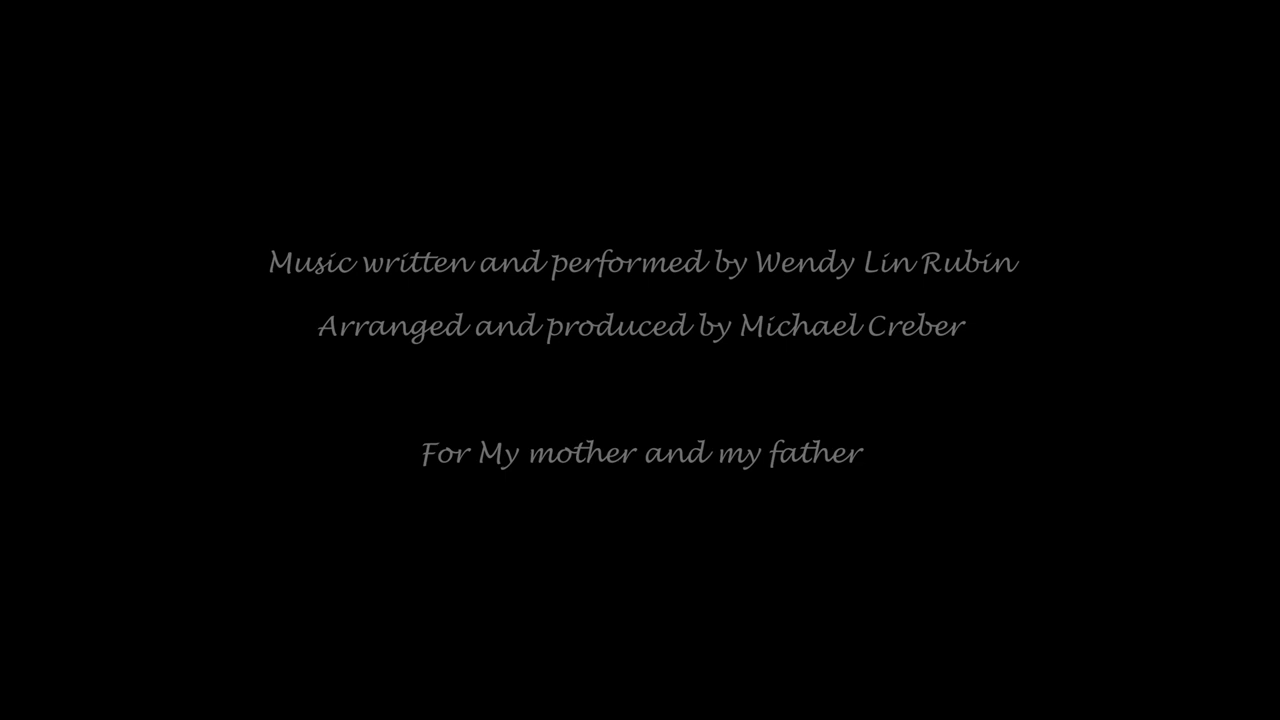 Music written and performed by Wendy Lin Rubin
Arranged and produced by Michael Creber
For My mother and my father